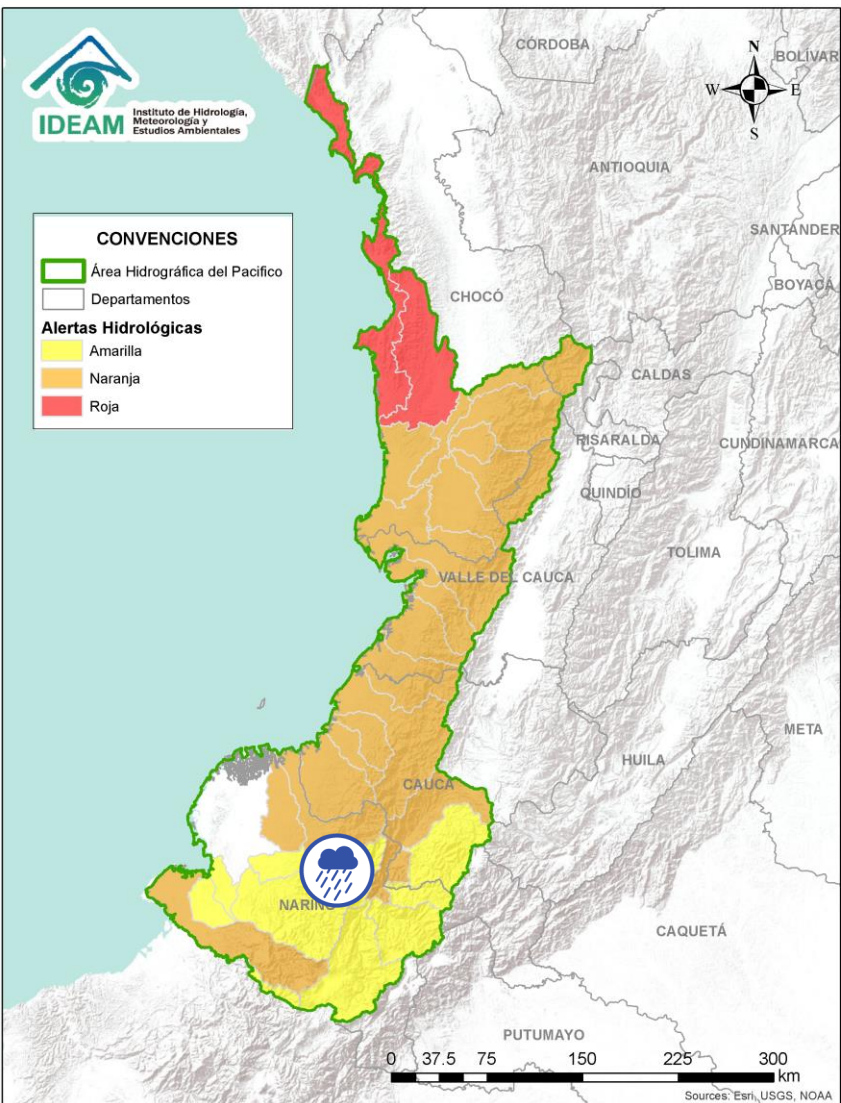 IDEAM
Instituto de Hidrología,
Meteorología y
Estudios Ambientales
CONVENCIONES
Área Hidrográfica del Pacifico
Departamentos
Alertas Hidrológicas
Amarilla
Naranja
Roja
N
W
E
S
CÓRDOBA
BOLÍVAR
ANTIOQUIA
SANTANDER
BOYACÁ
CHOCÓ
CALDAS
RISARALDA
CUNDINAMARCA
QUINDÍO
TOLIMA
VALLE DEL CAUCA
META
HUILA
CAUCA
NARIÑO
CAQUETÁ
PUTUMAYO
0 37.5 75 150 225 300
km
Sources: Esri, USGS, NOAA